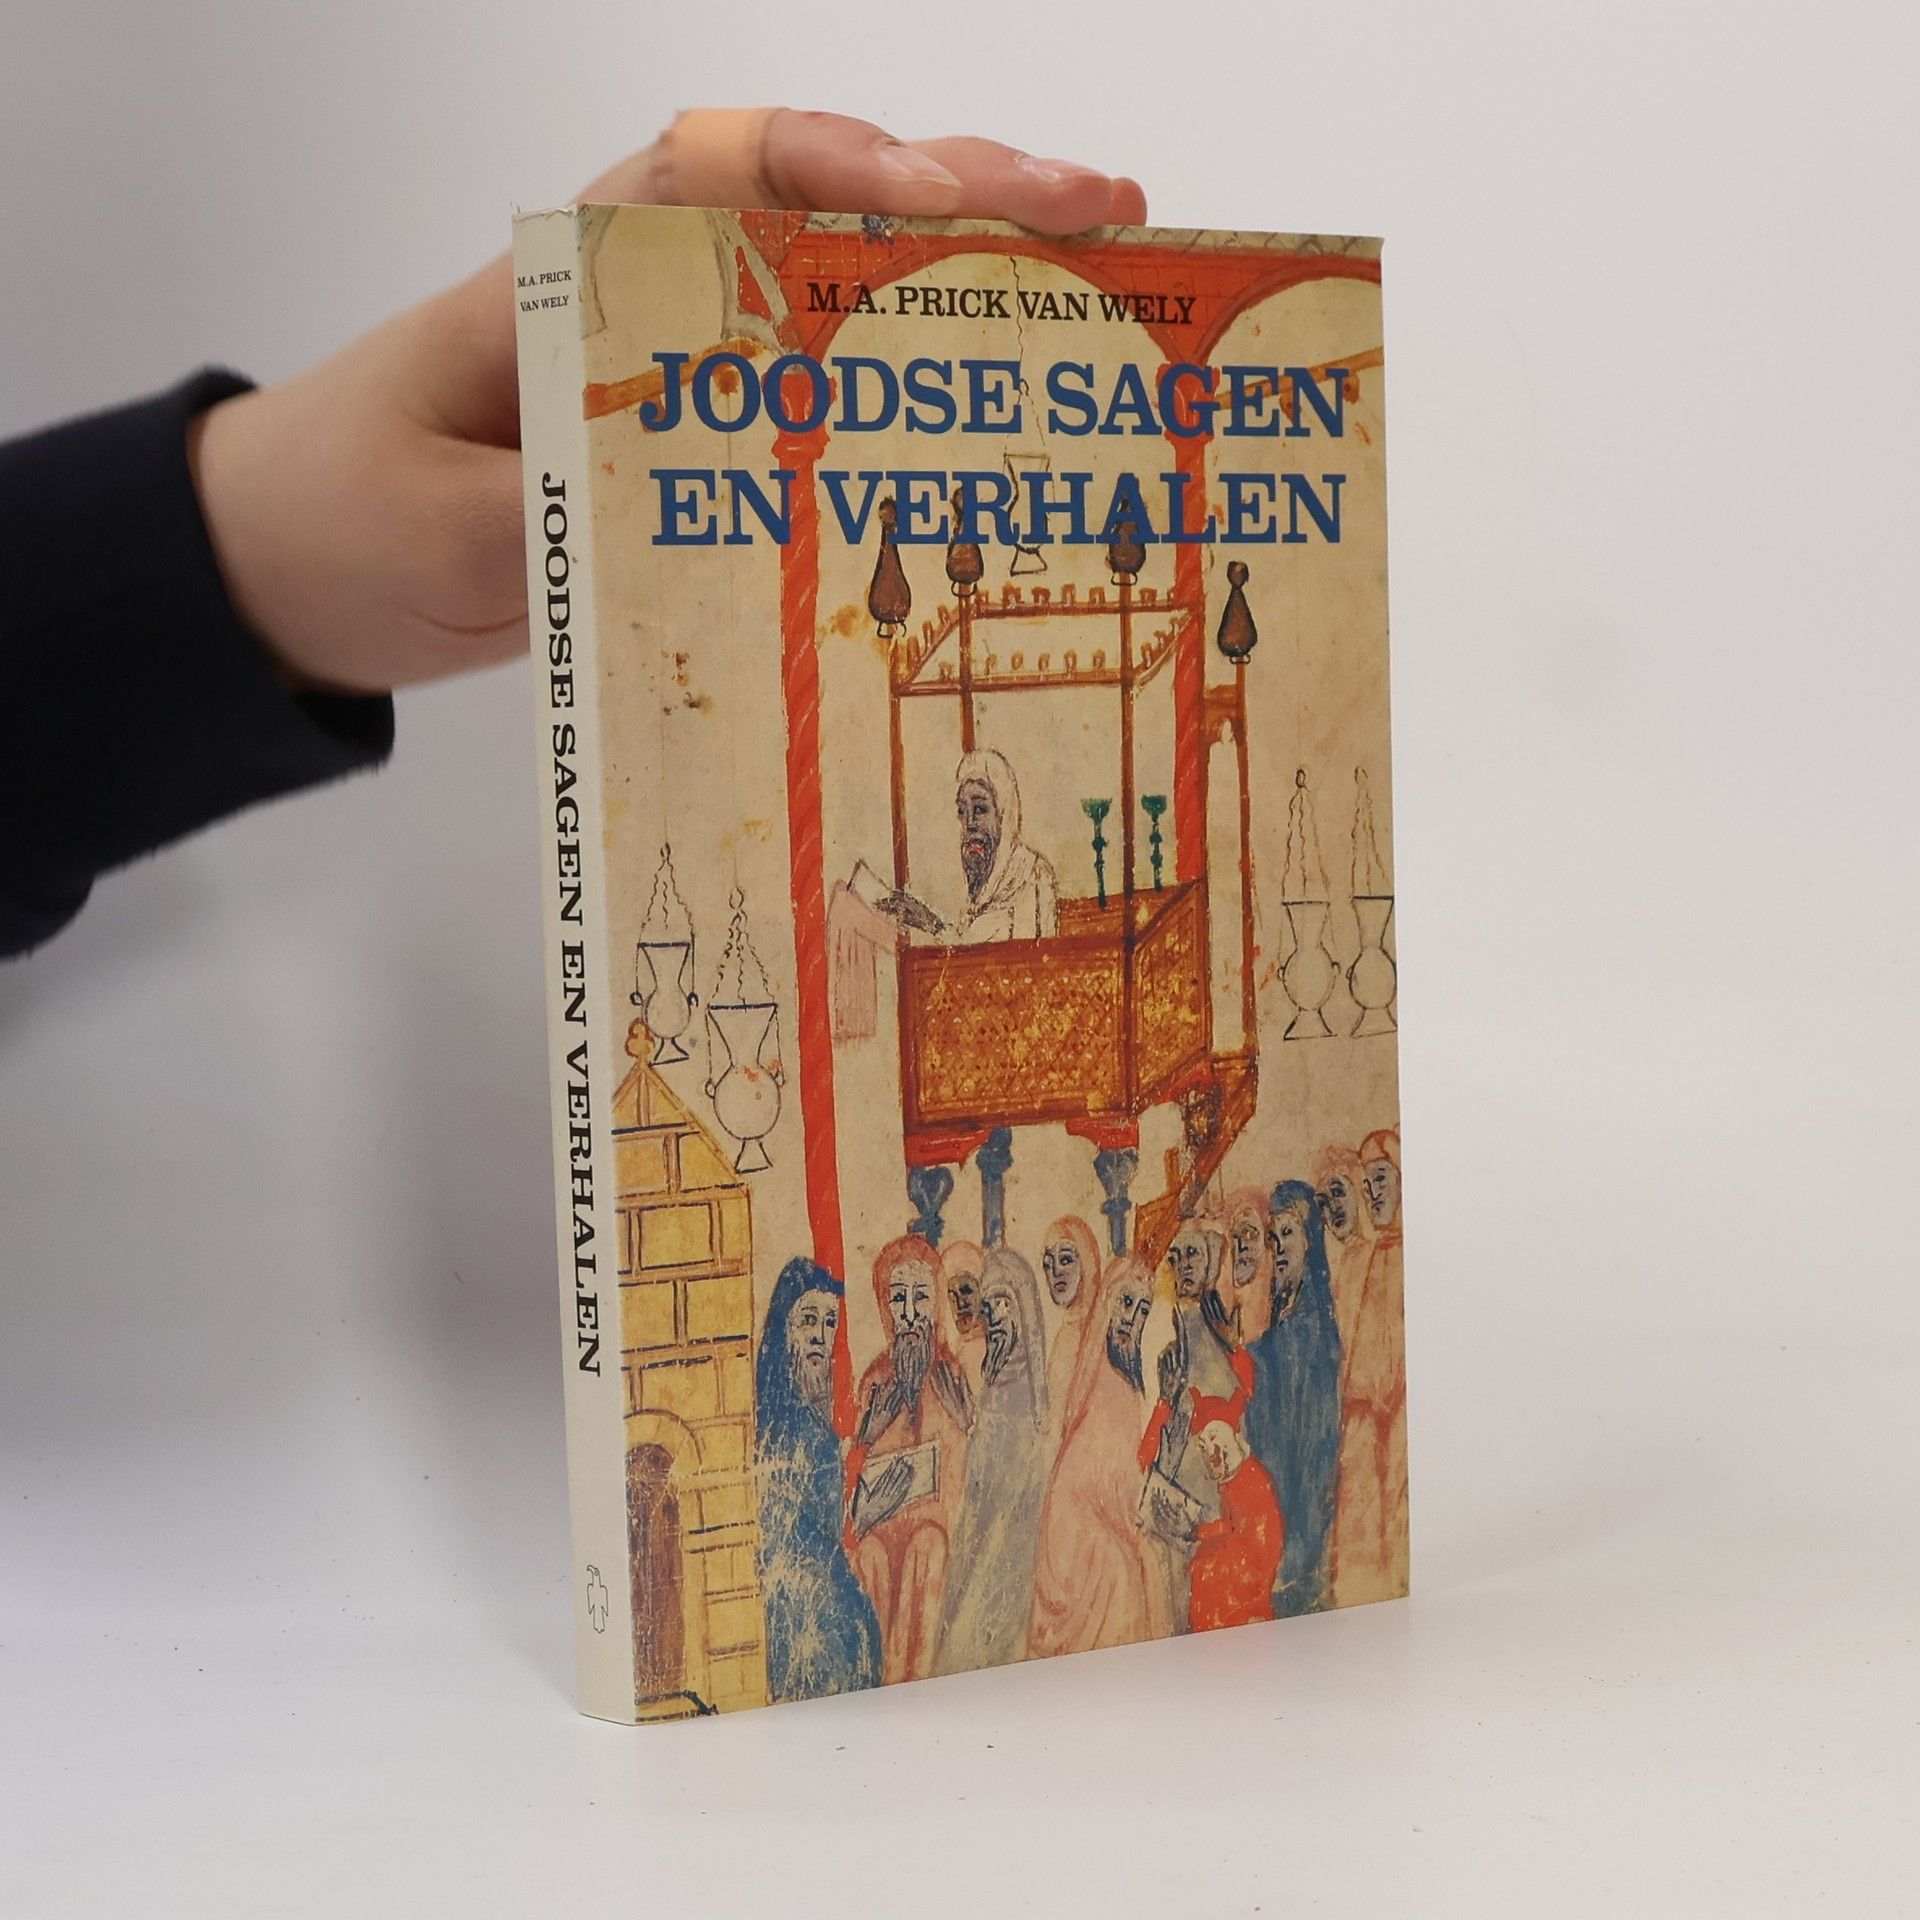 M.A. PRICK
VAN WELY
JOODSE SAGEN EN VERHALEN
M.A. PRICK VAN WELY
JOODSE SAGEN
EN VERHALEN